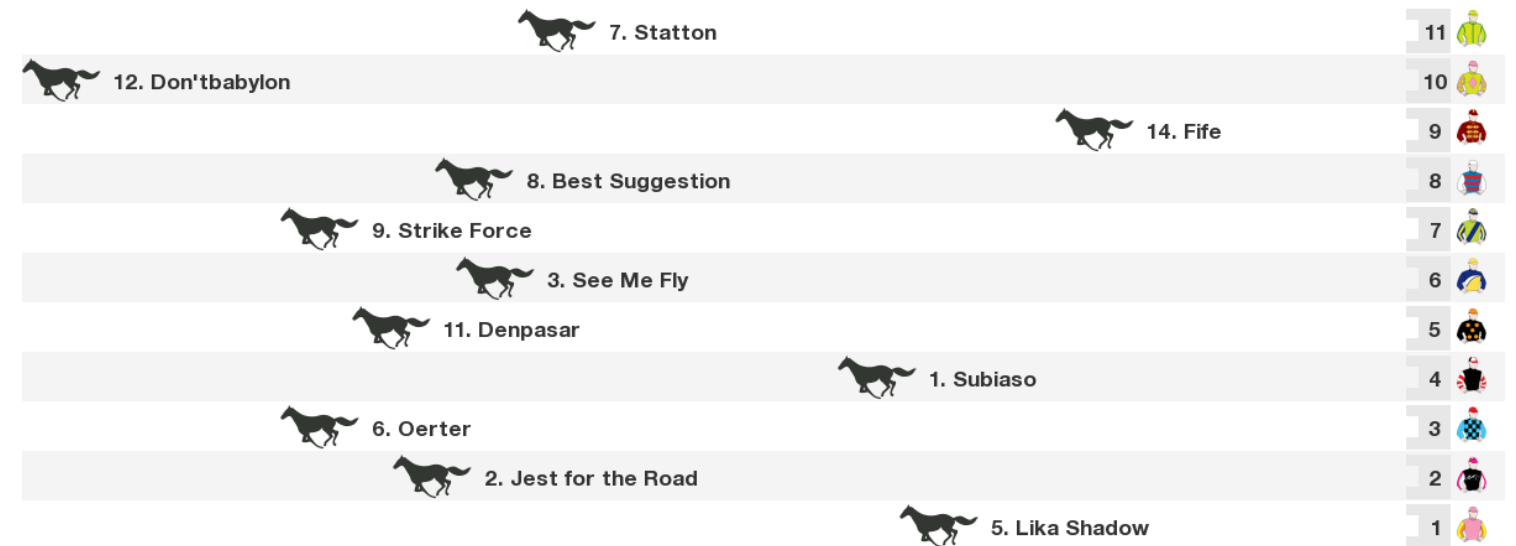 7. Statton 11
12. Don'tbabylon 10
14. Fife 9
8. Best Suggestion 8
9. Strike Force 7
3. See Me Fly 6
11. Denpasar 5
1. Subiaso 4
6. Oerter 3
2. Jest for the Road 2
5. Lika Shadow 1